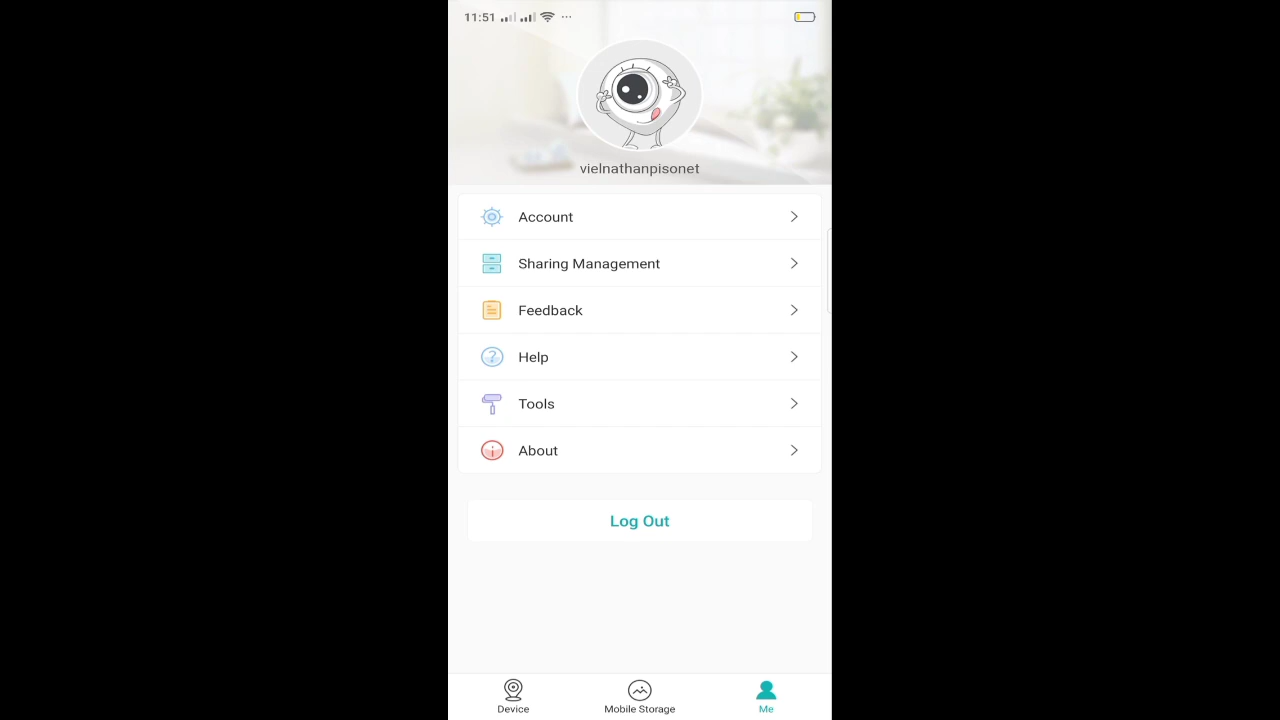 11:51
vielnathanpisonet
Account
Sharing Management
Feedback
Help
Tools
About
Log Out
Device
Mobile Storage
Me